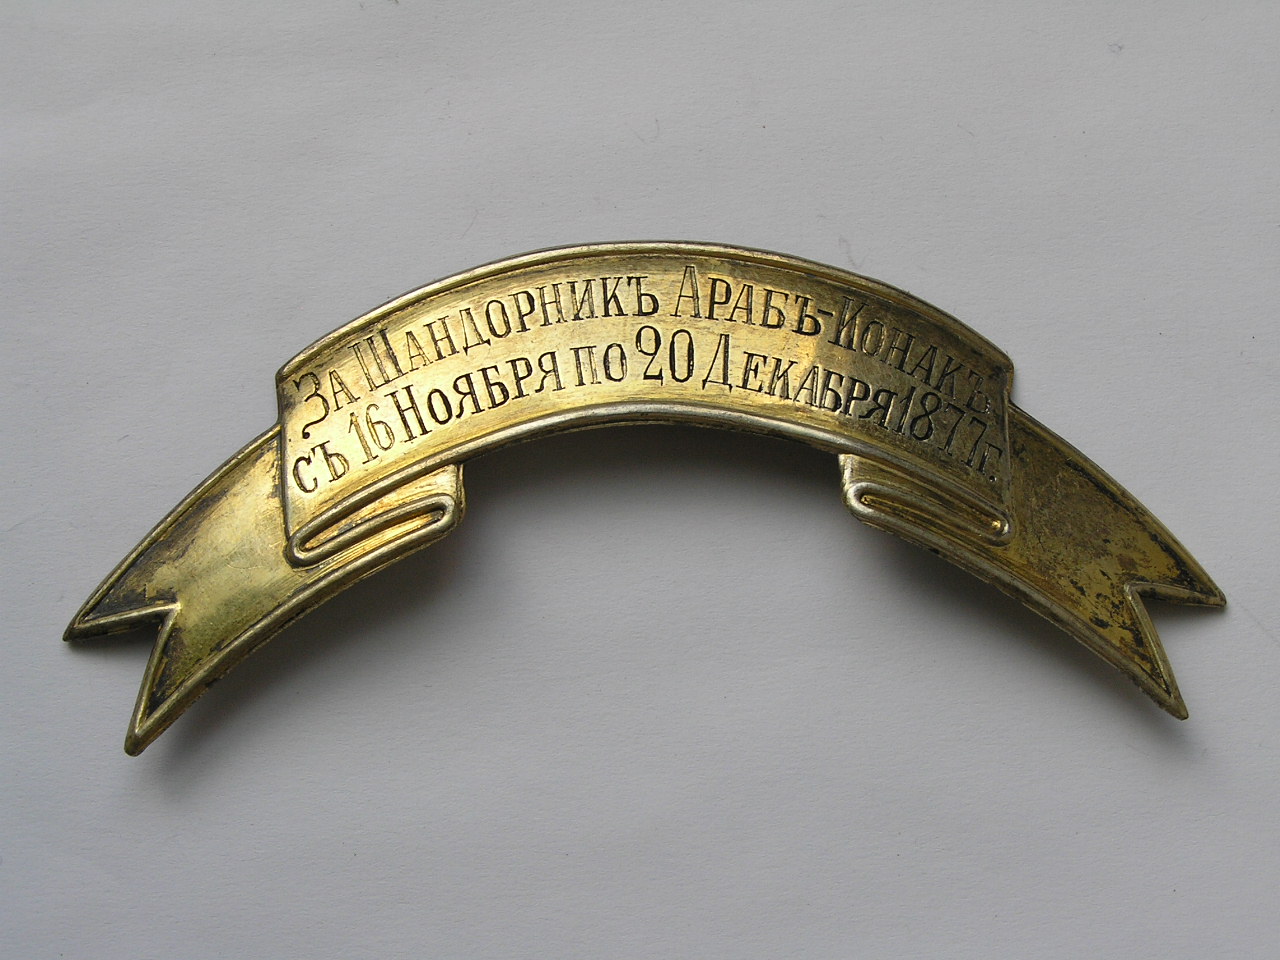 За Шандорникъ Арабъ-Конакъ
съ 16 Ноября по 20 Декабря 1877 г.